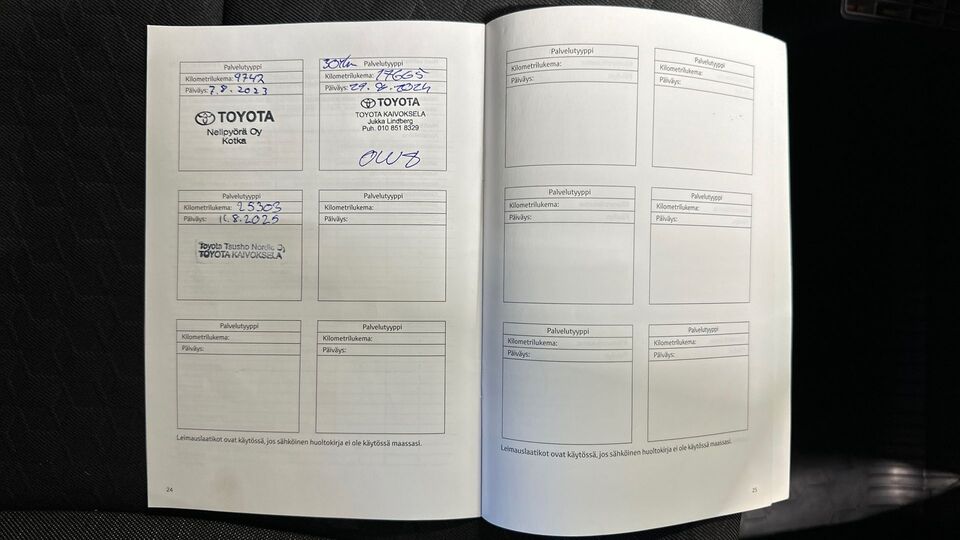 Palvelutyyppi
Kilometrilukema: 9742
Päiväys: 7.8.2023
TOYOTA
Nelipyörä Oy
Kotka
30tkm Palvelutyyppi
Kilometrilukema: 17665
Päiväys: 29.8.2024
TOYOTA
TOYOTA KAIVOKSELA
Jukka Lindberg
Puh. 010 851 8329
Palvelutyyppi
Kilometrilukema: 25303
Päiväys: 11.8.2025
Toyota Tsusho Nordic Oy
TOYOTA KAIVOKSELA
Palvelutyyppi
Kilometrilukema:
Päiväys:
Palvelutyyppi
Kilometrilukema:
Päiväys:
Palvelutyyppi
Kilometrilukema:
Päiväys:
Leimauslaatikot ovat käytössä, jos sähköinen huoltokirja ei ole käytössä maassasi.
24
Palvelutyyppi
Kilometrilukema:
Päiväys:
Palvelutyyppi
Kilometrilukema:
Päiväys:
Palvelutyyppi
Kilometrilukema:
Päiväys:
Palvelutyyppi
Kilometrilukema:
Päiväys:
Palvelutyyppi
Kilometrilukema:
Päiväys:
Palvelutyyppi
Kilometrilukema:
Päiväys:
Leimauslaatikot ovat käytössä, jos sähköinen huoltokirja ei ole käytössä maassasi.
25